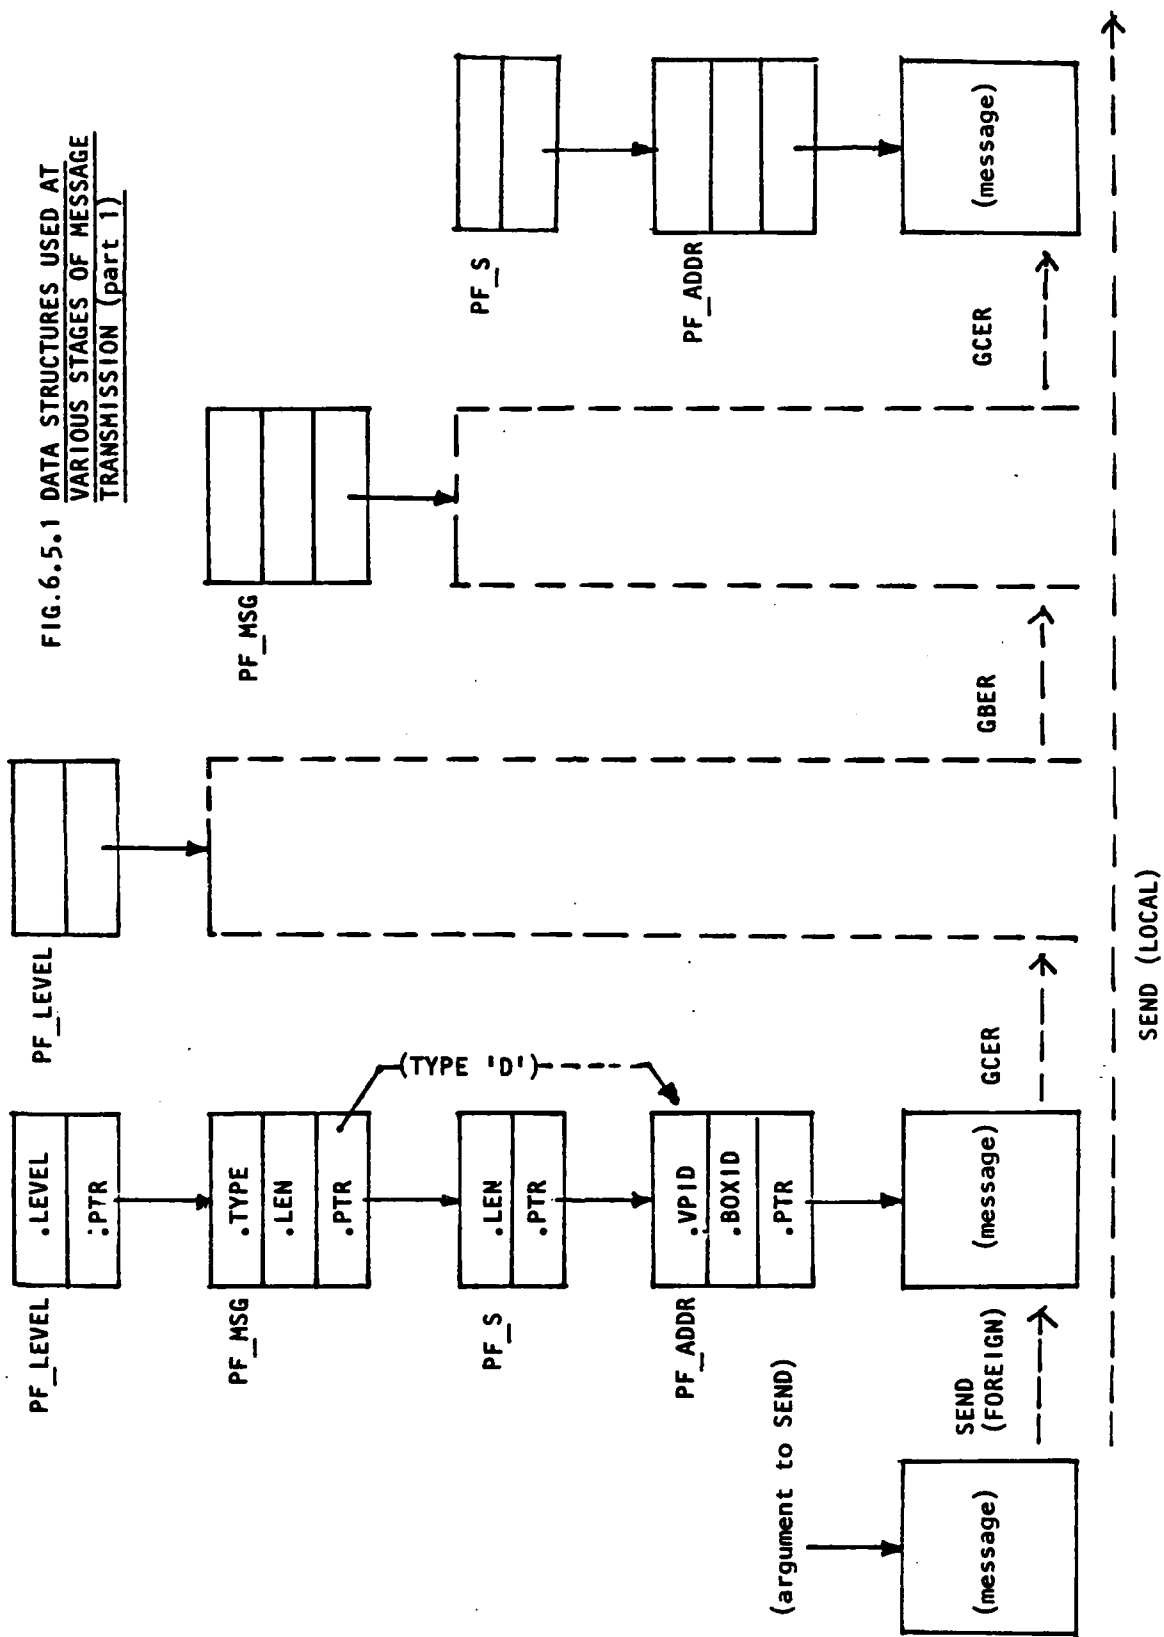 FIG.6.5.1 DATA STRUCTURES USED AT
VARIOUS STAGES OF MESSAGE
TRANSMISSION (part 1)
PF_LEVEL
.LEVEL
.PTR
PF_LEVEL
PF_MSG
.TYPE
.LEN
.PTR
(TYPE 'D')
PF_MSG
PF_S
.LEN
.PTR
PF_S
PF_ADDR
.VPID
.BOXID
.PTR
PF_ADDR
(argument to SEND)
(message)
SEND
(FOREIGN)
(message)
GCER
GBER
GCER
(message)
SEND (LOCAL)